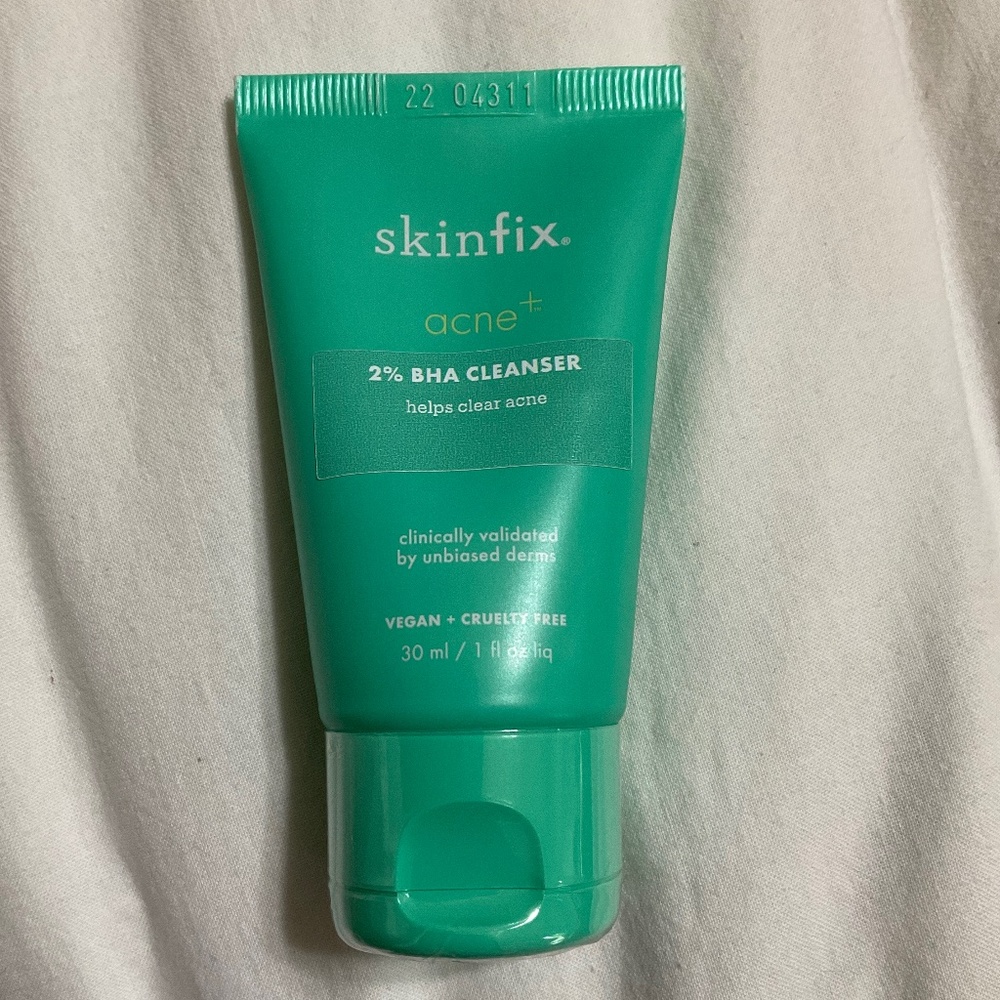 22 04311
skinfix®
acne+™
2% BHA CLEANSER
helps clear acne
clinically validated
by unbiased derms
VEGAN + CRUELTY FREE
30 ml / 1 fl oz liq